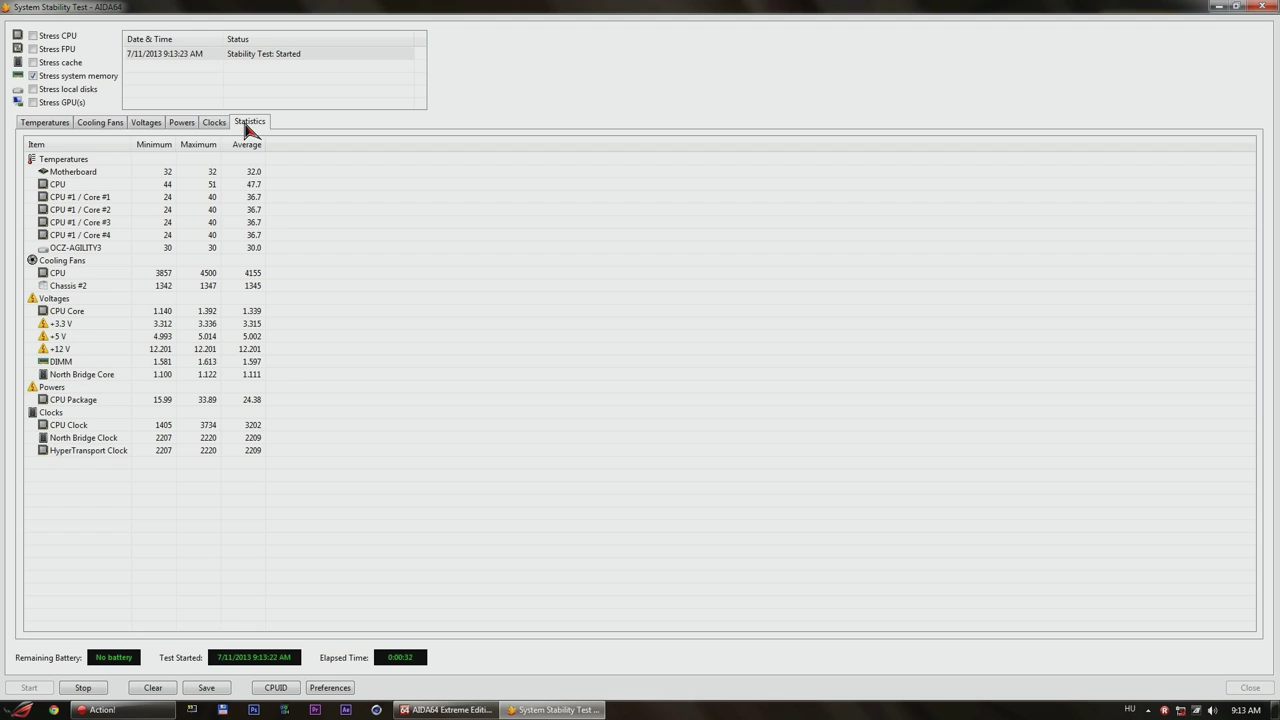 System Stability Test - AIDA64
Stress CPU
Stress FPU
Stress cache
Stress system memory
Stress local disks
Stress GPU(s)
Date & Time Status
7/11/2013 9:13:23 AM Stability Test: Started
Temperatures Cooling Fans Voltages Powers Clocks Statistics
Item Minimum Maximum Average
Temperatures
Motherboard 32 32 32.0
CPU 44 51 47.7
CPU #1 / Core #1 24 40 36.7
CPU #1 / Core #2 24 40 36.7
CPU #1 / Core #3 24 40 36.7
CPU #1 / Core #4 24 40 36.7
OCZ-AGILITY3 30 30 30.0
Cooling Fans
CPU 3857 4500 4155
Chassis #2 1342 1347 1345
Voltages
CPU Core 1.140 1.392 1.339
+3.3 V 3.312 3.336 3.315
+5 V 4.993 5.014 5.002
+12 V 12.201 12.201 12.201
DIMM 1.581 1.613 1.597
North Bridge Core 1.100 1.122 1.111
Powers
CPU Package 15.99 33.89 24.38
Clocks
CPU Clock 1405 3734 3202
North Bridge Clock 2207 2220 2209
HyperTransport Clock 2207 2220 2209
Remaining Battery: No battery Test Started: 7/11/2013 9:13:22 AM Elapsed Time: 0:00:32
Start Stop Clear Save CPUID Preferences Close
Action! Ps Pr Ae 64 AIDA64 Extreme Editi... System Stability Test ... HU 9:13 AM